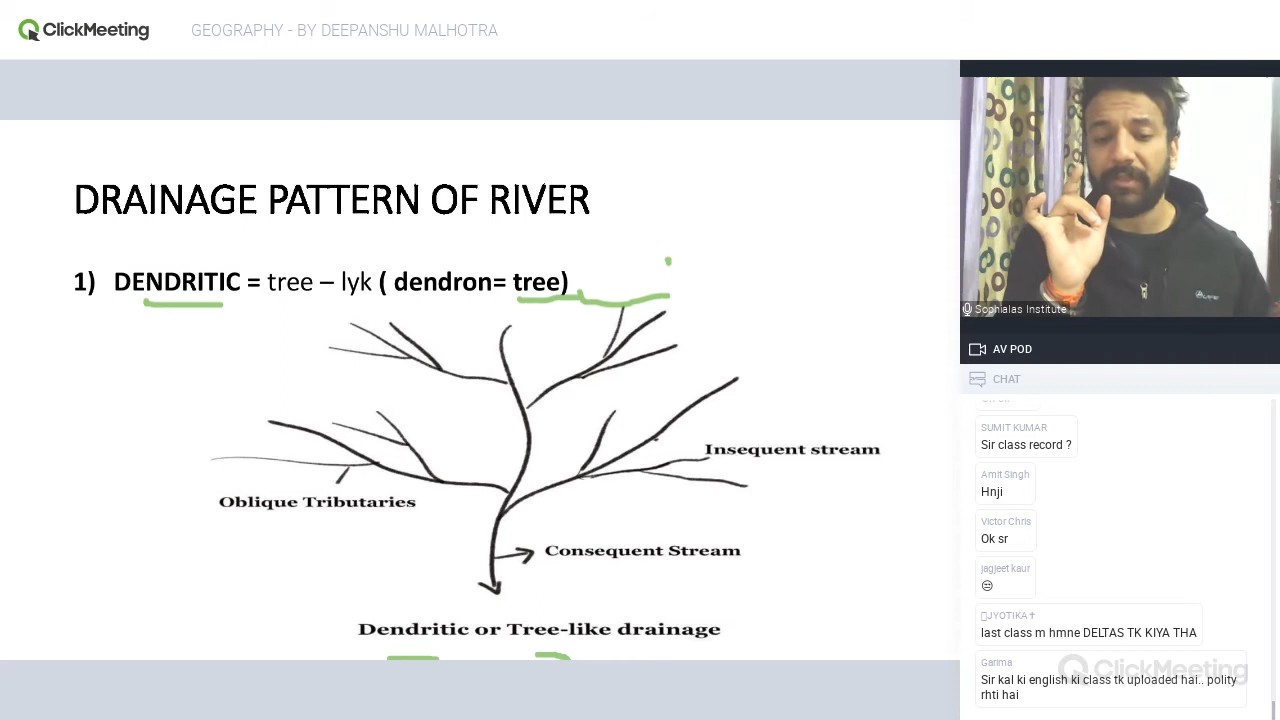 ClickMeeting
GEOGRAPHY - BY DEEPANSHU MALHOTRA
DRAINAGE PATTERN OF RIVER
1) DENDRITIC = tree – lyk ( dendron= tree)
Insequent stream
Oblique Tributaries
Consequent Stream
Dendritic or Tree-like drainage
Sophialas Institute
AV POD
CHAT
SUMIT KUMAR
Sir class record ?
Amit Singh
Hnji
Victor Chris
Ok sr
jagjeet kaur
😒
JYOTIKA✝
last class m hmne DELTAS TK KIYA THA
Garima
Sir kal ki english ki class tk uploaded hai.. polity
rhti hai
ClickMeeting